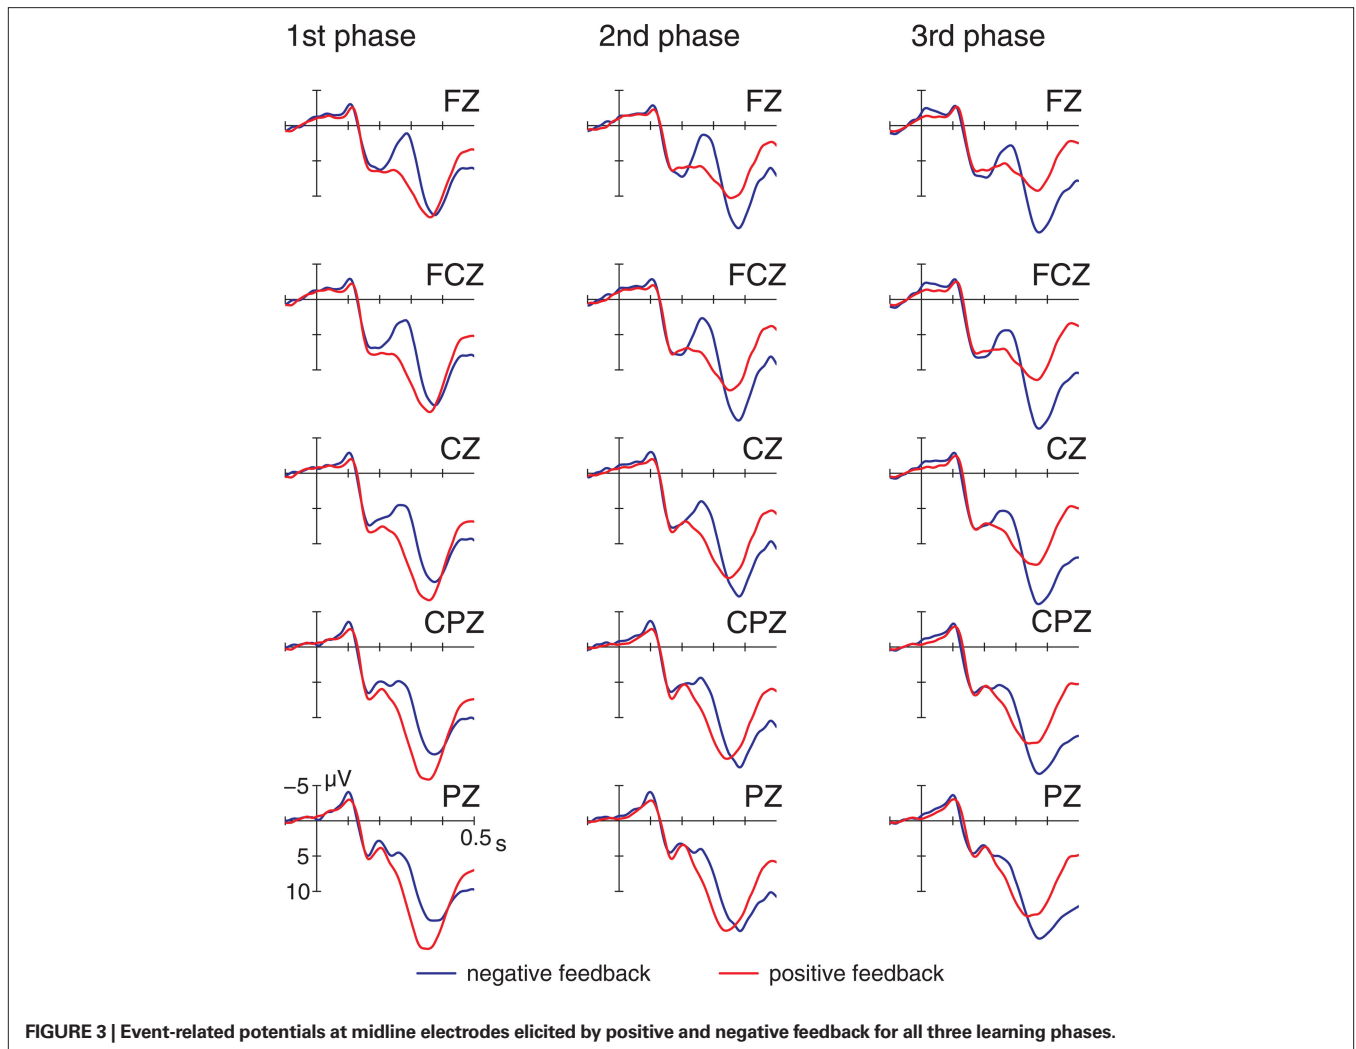 1st phase 2nd phase 3rd phase
FZ FZ FZ
FCZ FCZ FCZ
CZ CZ CZ
CPZ CPZ CPZ
−5 µV PZ PZ PZ
0.5 s
5
10
negative feedback positive feedback
FIGURE 3 | Event-related potentials at midline electrodes elicited by positive and negative feedback for all three learning phases.